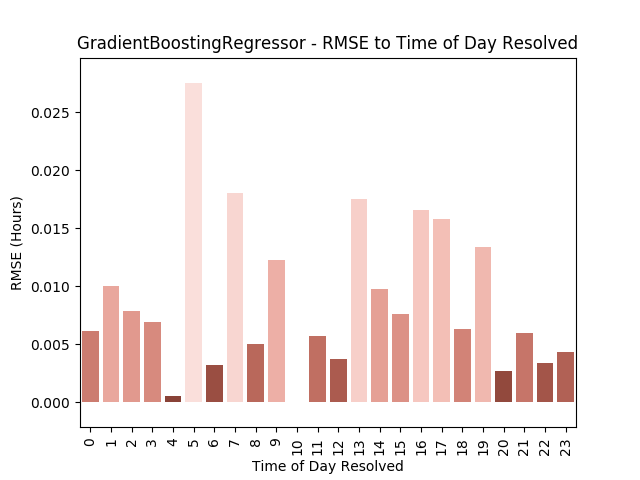 GradientBoostingRegressor - RMSE to Time of Day Resolved
0.025
0.020
0.015
0.010
0.005
0.000
RMSE (Hours)
0 1 2 3 4 5 6 7 8 9 10 11 12 13 14 15 16 17 18 19 20 21 22 23
Time of Day Resolved